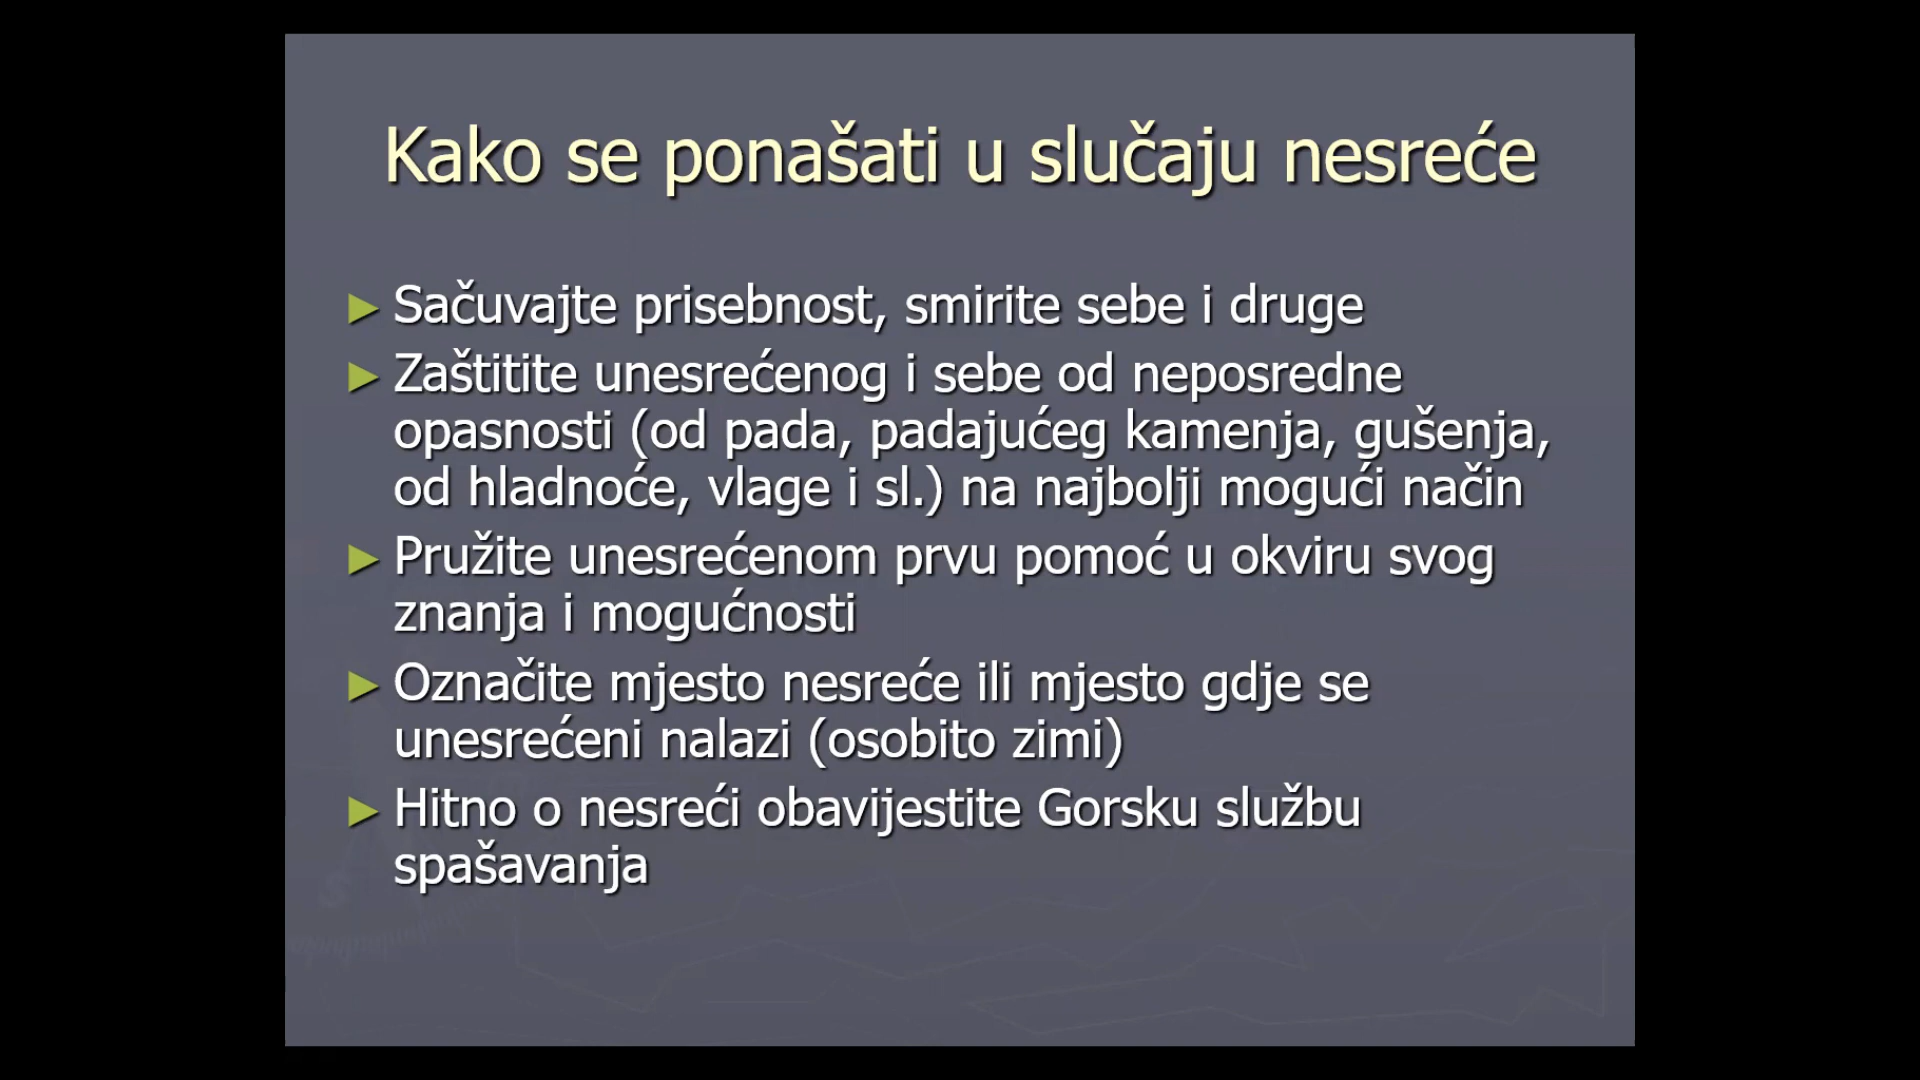 Kako se ponašati u slučaju nesreće
► Sačuvajte prisebnost, smirite sebe i druge
► Zaštitite unesrećenog i sebe od neposredne
opasnosti (od pada, padajućeg kamenja, gušenja,
od hladnoće, vlage i sl.) na najbolji mogući način
► Pružite unesrećenom prvu pomoć u okviru svog
znanja i mogućnosti
► Označite mjesto nesreće ili mjesto gdje se
unesrećeni nalazi (osobito zimi)
► Hitno o nesreći obavijestite Gorsku službu
spašavanja